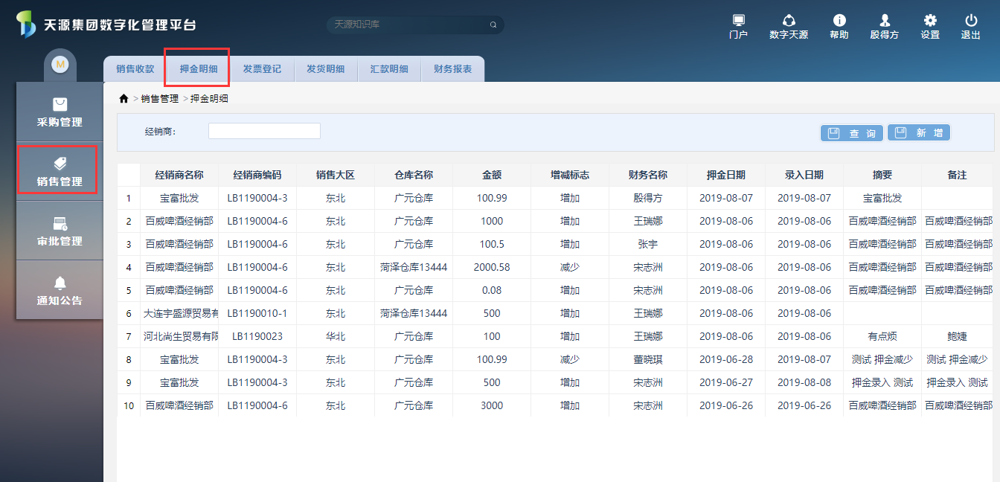 天源集团数字化管理平台
天源知识库
门户 数字天源 帮助 殷得方 设置 退出
M
销售收款 押金明细 发票登记 发货明细 汇款明细 财务报表
> 销售管理 > 押金明细
采购管理
销售管理
审批管理
通知公告
经销商: 查 询 新 增
经销商名称 经销商编码 销售大区 仓库名称 金额 增减标志 财务名称 押金日期 录入日期 摘要 备注
1 宝富批发 LB1190004-3 东北 广元仓库 100.99 增加 殷得方 2019-08-07 2019-08-07 宝富批发
2 百威啤酒经销部 LB1190004-6 东北 广元仓库 1000 增加 王瑞娜 2019-08-06 2019-08-06 百威啤酒经销部 百威啤酒经销部
3 百威啤酒经销部 LB1190004-6 东北 广元仓库 100.5 增加 张宇 2019-08-06 2019-08-06 百威啤酒经销部 百威啤酒经销部
4 百威啤酒经销部 LB1190004-6 东北 菏泽仓库13444 2000.58 减少 宋志洲 2019-08-06 2019-08-06 百威啤酒经销部 百威啤酒经销部
5 百威啤酒经销部 LB1190004-6 东北 广元仓库 0.08 增加 宋志洲 2019-08-06 2019-08-06 百威啤酒经销部 百威啤酒经销部
6 大连宇盛源贸易有 LB1190010-1 东北 菏泽仓库13444 500 增加 王瑞娜 2019-08-06 2019-08-06
7 河北尚生贸易有限 LB1190023 华北 广元仓库 100 增加 王瑞娜 2019-08-06 2019-08-06 有点烦 鲍婕
8 宝富批发 LB1190004-3 东北 广元仓库 100.99 减少 董晓琪 2019-06-28 2019-08-07 测试 押金减少 测试 押金减少
9 宝富批发 LB1190004-3 东北 广元仓库 500 增加 宋志洲 2019-06-27 2019-08-08 押金录入 测试 押金录入 测试
10 百威啤酒经销部 LB1190004-6 东北 广元仓库 3000 增加 宋志洲 2019-06-26 2019-06-26 百威啤酒经销部 百威啤酒经销部